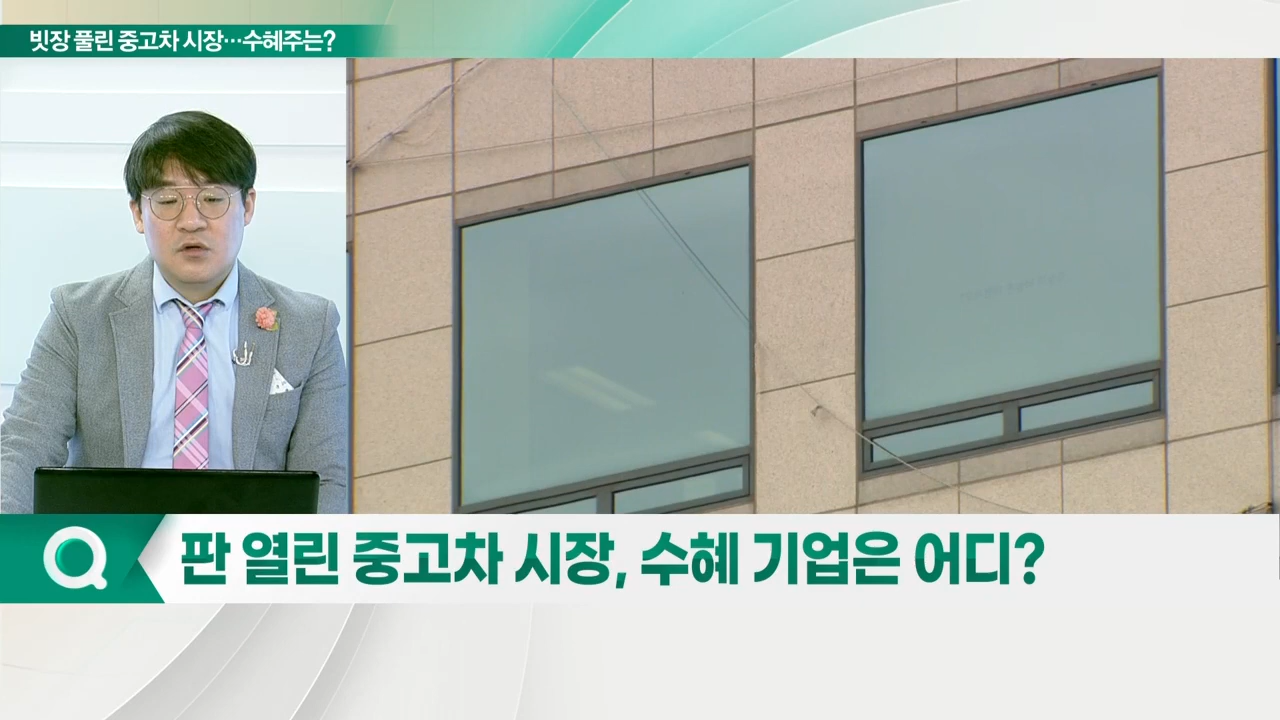 빗장 풀린 중고차 시장…수혜주는?
Q 판 열린 중고차 시장, 수혜 기업은 어디?